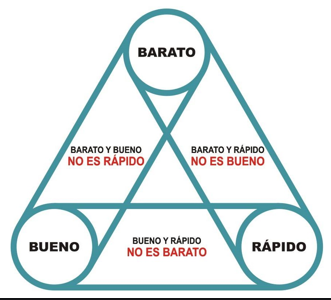 BARATO
BARATO Y BUENO
NO ES RÁPIDO
BARATO Y RÁPIDO
NO ES BUENO
BUENO
BUENO Y RÁPIDO
NO ES BARATO
RÁPIDO